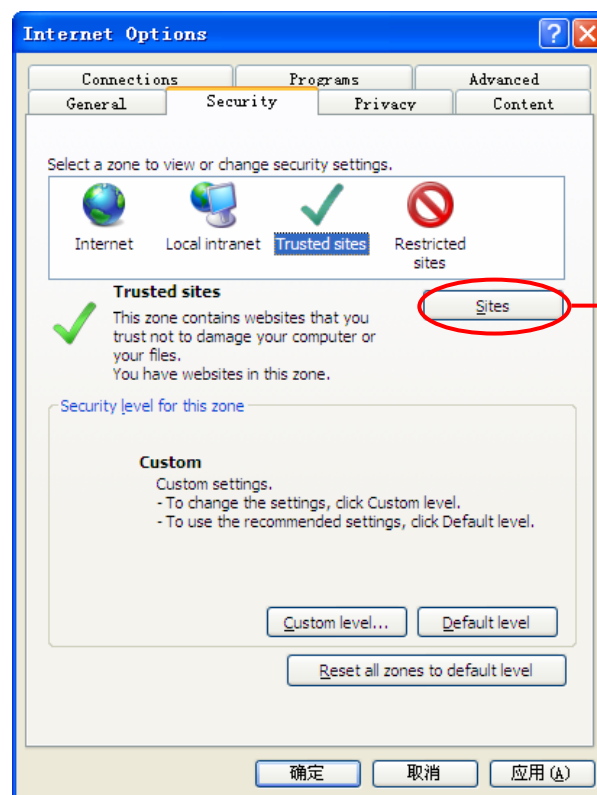 Internet Options
Connections Programs Advanced
General Security Privacy Content
Select a zone to view or change security settings.
Internet Local intranet Trusted sites Restricted sites
Trusted sites
Sites
This zone contains websites that you
trust not to damage your computer or
your files.
You have websites in this zone.
Security level for this zone
Custom
Custom settings.
- To change the settings, click Custom level.
- To use the recommended settings, click Default level.
Custom level... Default level
Reset all zones to default level
确定 取消 应用(A)